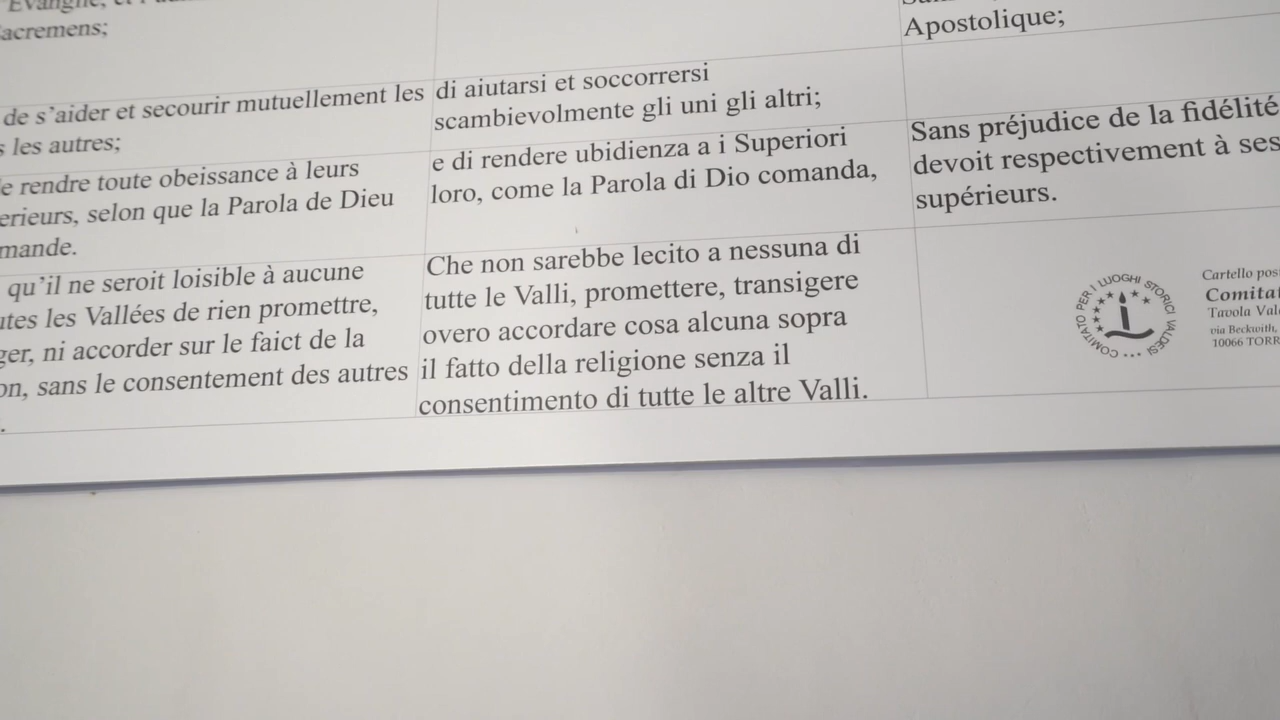 Evangile, et
acremens;
de s’aider et secourir mutuellement les
les autres;
rendre toute obeissance à leurs
erieurs, selon que la Parola de Dieu
mande.
qu’il ne seroit loisible à aucune
utes les Vallées de rien promettre,
ger, ni accorder sur le faict de la
on, sans le consentement des autres
di aiutarsi et soccorrersi
scambievolmente gli uni gli altri;
e di rendere ubidienza a i Superiori
loro, come la Parola di Dio comanda,
Che non sarebbe lecito a nessuna di
tutte le Valli, promettere, transigere
overo accordare cosa alcuna sopra
il fatto della religione senza il
consentimento di tutte le altre Valli.
Apostolique;
Sans préjudice de la fidélité
devoit respectivement à ses
supérieurs.
COMITATO PER I LUOGHI STORICI VALDESI
Cartello pos
Comitat
Tavola Val
via Beckwith,
10066 TORR